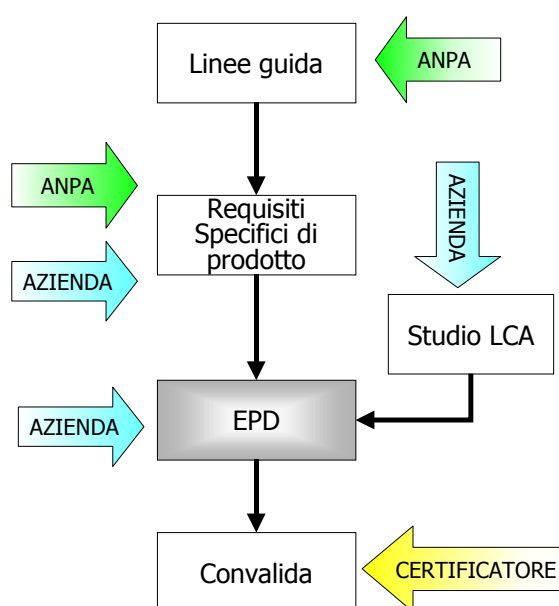 Linee guida
ANPA
ANPA
Requisiti
Specifici di
prodotto
AZIENDA
AZIENDA
Studio LCA
AZIENDA
EPD
Convalida
CERTIFICATORE